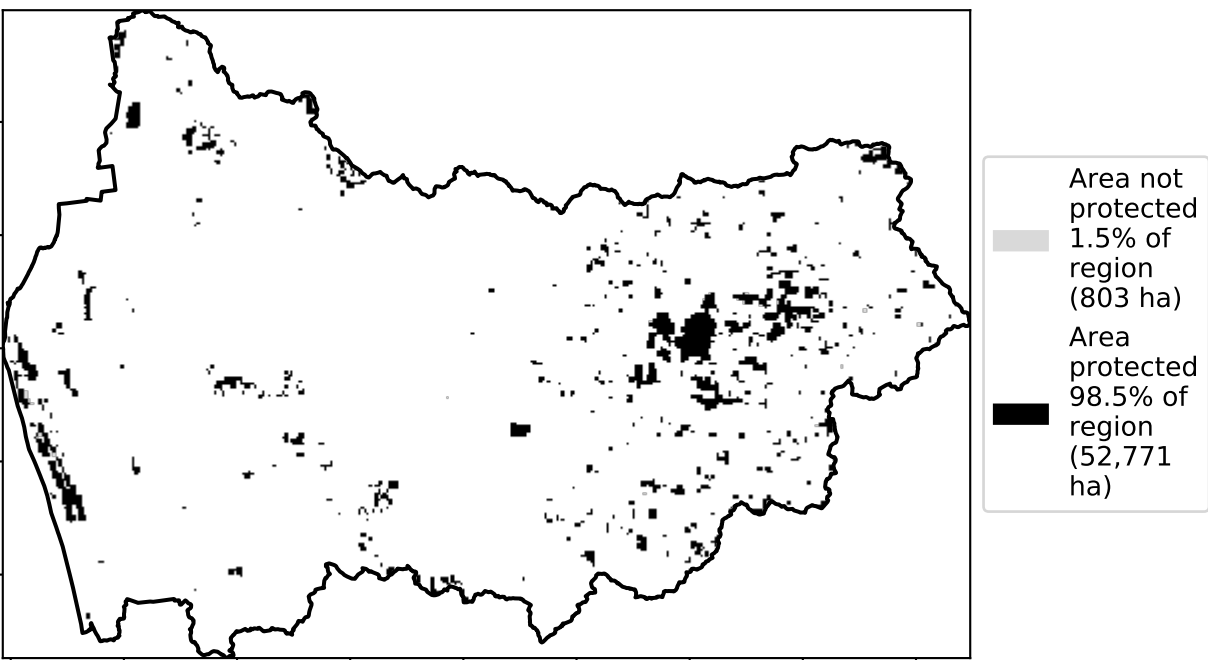 Area not
protected
1.5% of
region
(803 ha)
Area
protected
98.5% of
region
(52,771
ha)